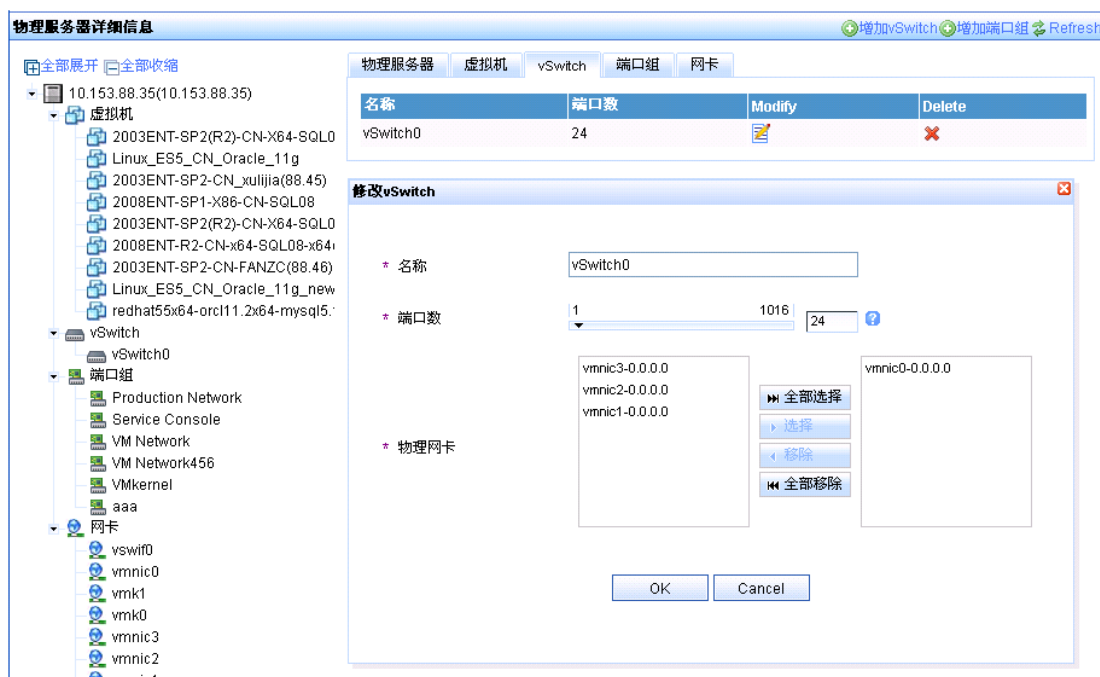 物理服务器详细信息
增加vSwitch 增加端口组 Refresh
全部展开 全部收缩
10.153.88.35(10.153.88.35)
虚拟机
2003ENT-SP2(R2)-CN-X64-SQL0
Linux_ES5_CN_Oracle_11g
2003ENT-SP2-CN_xulijia(88.45)
2008ENT-SP1-X86-CN-SQL08
2003ENT-SP2(R2)-CN-X64-SQL0
2008ENT-R2-CN-x64-SQL08-x64
2003ENT-SP2-CN-FANZC(88.46)
Linux_ES5_CN_Oracle_11g_new
redhat55x64-orcl11.2x64-mysql5.
vSwitch
vSwitch0
端口组
Production Network
Service Console
VM Network
VM Network456
VMkernel
aaa
网卡
vswif0
vmnic0
vmk1
vmk0
vmnic3
vmnic2
物理服务器 虚拟机 vSwitch 端口组 网卡
名称 端口数 Modify Delete
vSwitch0 24
修改vSwitch
* 名称 vSwitch0
* 端口数 1 1016 24 ?
* 物理网卡
vmnic3-0.0.0.0
vmnic2-0.0.0.0
vmnic1-0.0.0.0
全部选择
选择
移除
全部移除
vmnic0-0.0.0.0
OK Cancel